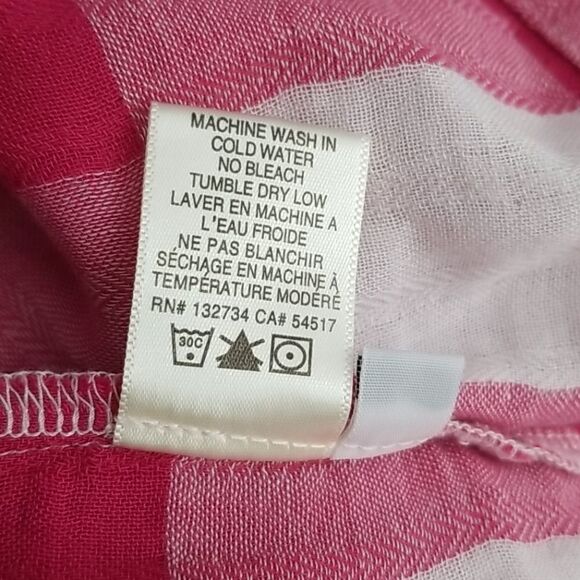 MACHINE WASH IN
COLD WATER
NO BLEACH
TUMBLE DRY LOW
LAVER EN MACHINE A
L'EAU FROIDE
NE PAS BLANCHIR
SÉCHAGE EN MACHINE À
TEMPÉRATURE MODÉRÉ
RN# 132734 CA# 54517
30C